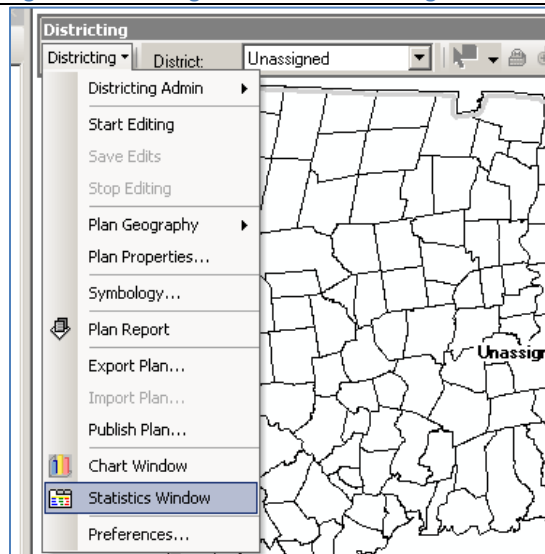 Districting
Districting District: Unassigned
Districting Admin
Start Editing
Save Edits
Stop Editing
Plan Geography
Plan Properties...
Symbology...
Plan Report
Export Plan...
Import Plan...
Publish Plan...
Chart Window
Statistics Window
Preferences...